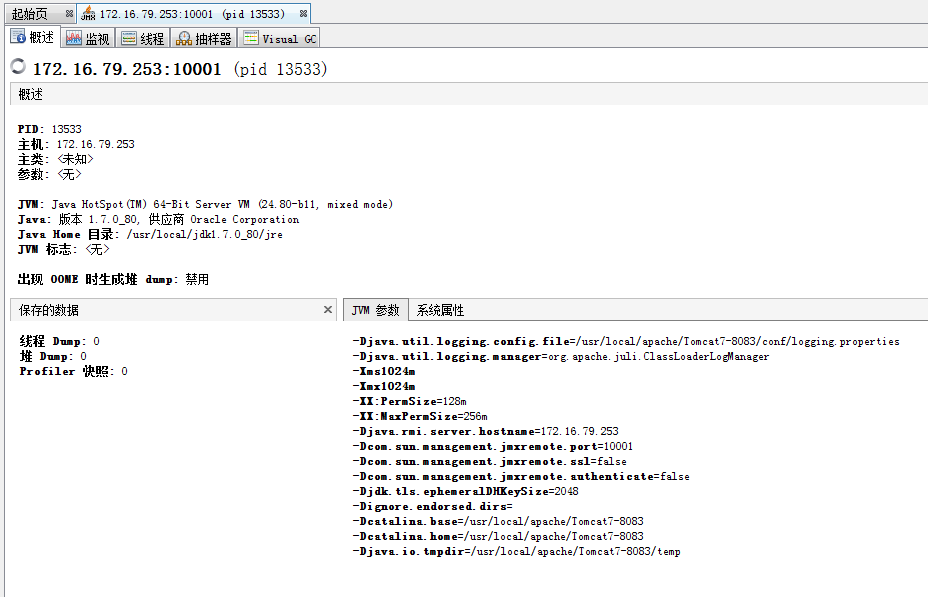 起始页 172.16.79.253:10001 (pid 13533)
概述 监视 线程 抽样器 Visual GC
172.16.79.253:10001 (pid 13533)
概述
PID: 13533
主机: 172.16.79.253
主类: <未知>
参数: <无>
JVM: Java HotSpot(TM) 64-Bit Server VM (24.80-b11, mixed mode)
Java: 版本 1.7.0_80, 供应商 Oracle Corporation
Java Home 目录: /usr/local/jdk1.7.0_80/jre
JVM 标志: <无>
出现 OOME 时生成堆 dump: 禁用
保存的数据
线程 Dump: 0
堆 Dump: 0
Profiler 快照: 0
JVM 参数 系统属性
-Djava.util.logging.config.file=/usr/local/apache/Tomcat7-8083/conf/logging.properties
-Djava.util.logging.manager=org.apache.juli.ClassLoaderLogManager
-Xms1024m
-Xmx1024m
-XX:PermSize=128m
-XX:MaxPermSize=256m
-Djava.rmi.server.hostname=172.16.79.253
-Dcom.sun.management.jmxremote.port=10001
-Dcom.sun.management.jmxremote.ssl=false
-Dcom.sun.management.jmxremote.authenticate=false
-Djdk.tls.ephemeralDHKeySize=2048
-Dignore.endorsed.dirs=
-Dcatalina.base=/usr/local/apache/Tomcat7-8083
-Dcatalina.home=/usr/local/apache/Tomcat7-8083
-Djava.io.tmpdir=/usr/local/apache/Tomcat7-8083/temp